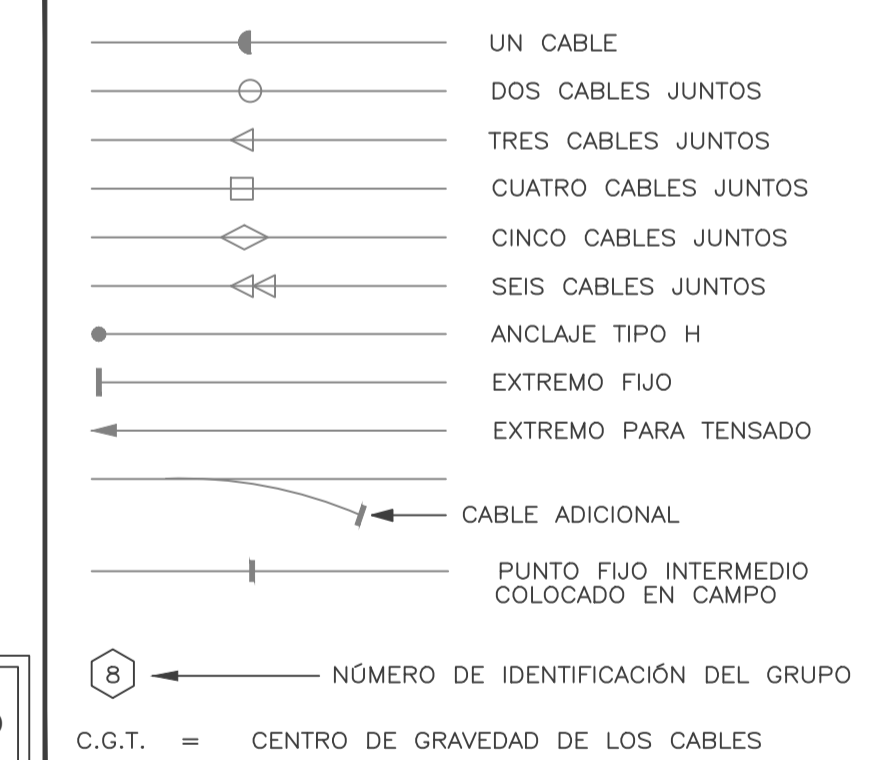 UN CABLE
DOS CABLES JUNTOS
TRES CABLES JUNTOS
CUATRO CABLES JUNTOS
CINCO CABLES JUNTOS
SEIS CABLES JUNTOS
ANCLAJE TIPO H
EXTREMO FIJO
EXTREMO PARA TENSADO
CABLE ADICIONAL
PUNTO FIJO INTERMEDIO
COLOCADO EN CAMPO
8 NÚMERO DE IDENTIFICACIÓN DEL GRUPO
C.G.T. = CENTRO DE GRAVEDAD DE LOS CABLES